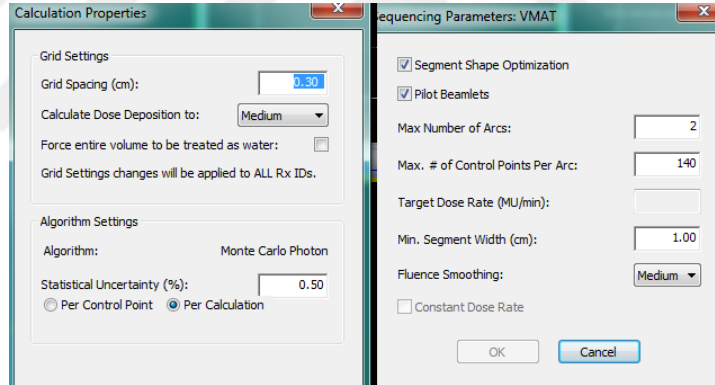 Calculation Properties
Grid Settings
Grid Spacing (cm): 0.30
Calculate Dose Deposition to: Medium
Force entire volume to be treated as water:
Grid Settings changes will be applied to ALL Rx IDs.
Algorithm Settings
Algorithm: Monte Carlo Photon
Statistical Uncertainty (%): 0.50
Per Control Point Per Calculation
equencing Parameters: VMAT
Segment Shape Optimization
Pilot Beamlets
Max Number of Arcs: 2
Max. # of Control Points Per Arc: 140
Target Dose Rate (MU/min):
Min. Segment Width (cm): 1.00
Fluence Smoothing: Medium
Constant Dose Rate
OK Cancel